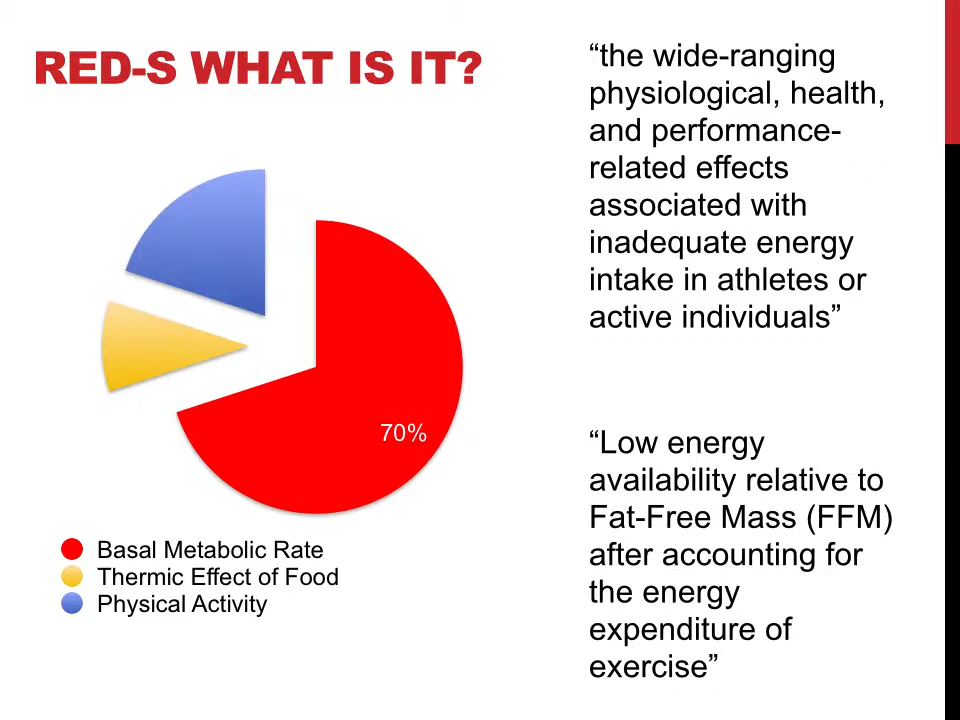 RED-S WHAT IS IT?
70%
Basal Metabolic Rate
Thermic Effect of Food
Physical Activity
“the wide-ranging
physiological, health,
and performance-
related effects
associated with
inadequate energy
intake in athletes or
active individuals”
“Low energy
availability relative to
Fat-Free Mass (FFM)
after accounting for
the energy
expenditure of
exercise”